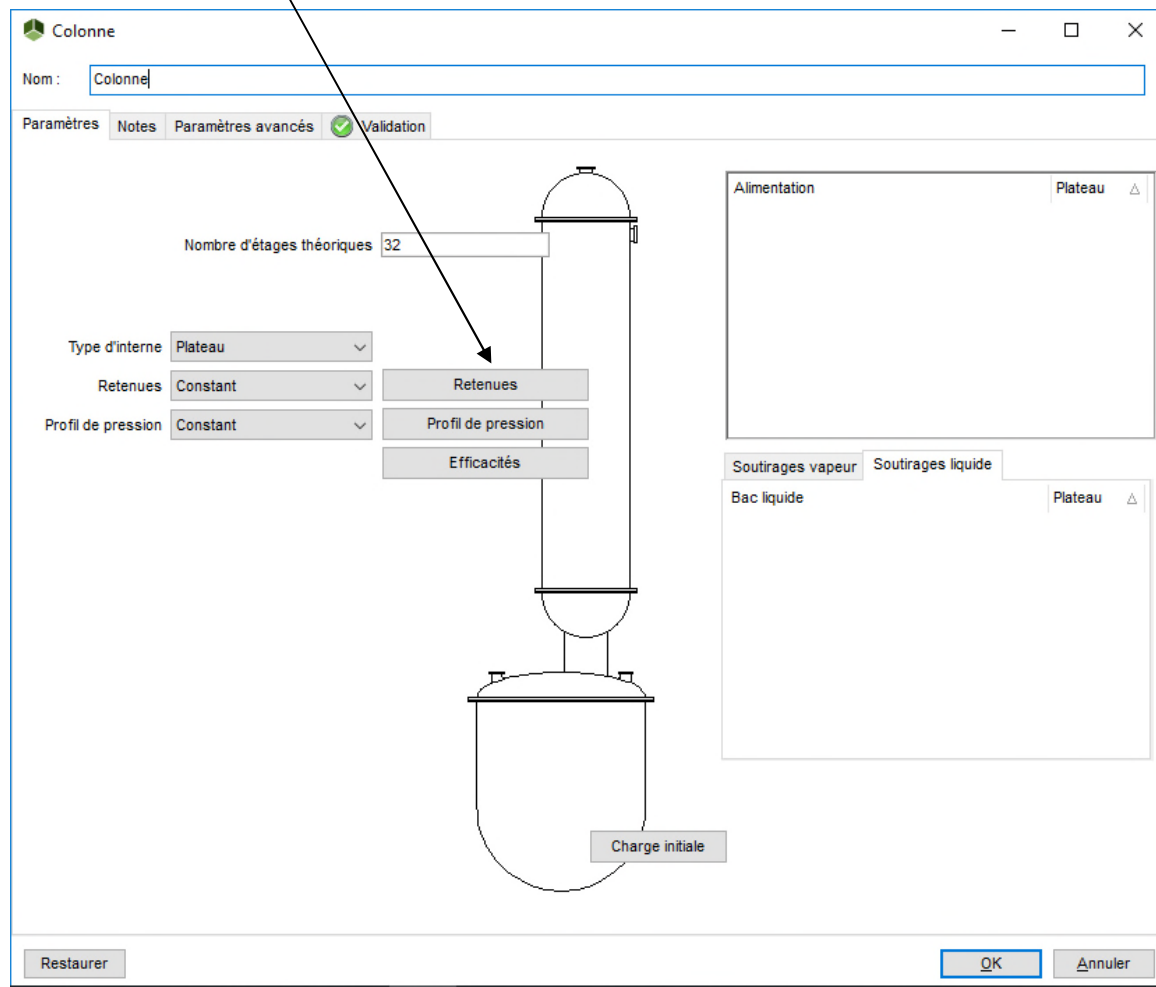 Colonne
Nom : Colonne
Paramètres Notes Paramètres avancés Validation
Nombre d'étages théoriques 32
Type d'interne Plateau
Retenues Constant Retenues
Profil de pression Constant Profil de pression
Efficacités
Alimentation Plateau
Soutirages vapeur Soutirages liquide
Bac liquide Plateau
Charge initiale
Restaurer OK Annuler